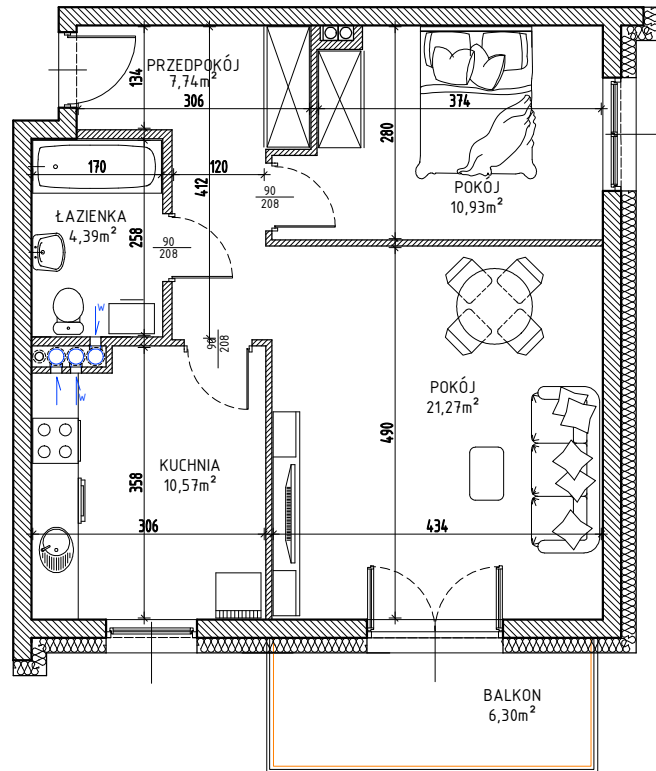 PRZEDPOKÓJ
7,74m²
306
134
374
280
POKÓJ
10,93m²
170
120
412
90
208
ŁAZIENKA
4,39m²
258
90
208
W
90
208
W
POKÓJ
21,27m²
490
KUCHNIA
10,57m²
358
306
434
BALKON
6,30m²